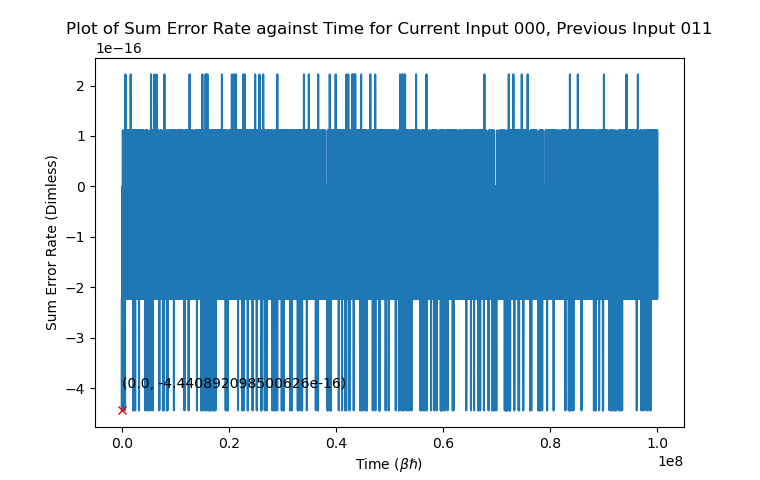 Plot of Sum Error Rate against Time for Current Input 000, Previous Input 011
1e−16
2
1
0
−1
−2
−3
−4
Sum Error Rate (Dimless)
(0.0, -4.440892098500626e-16)
0.0
0.2
0.4
0.6
0.8
1.0
1e8
Time (βℏ)